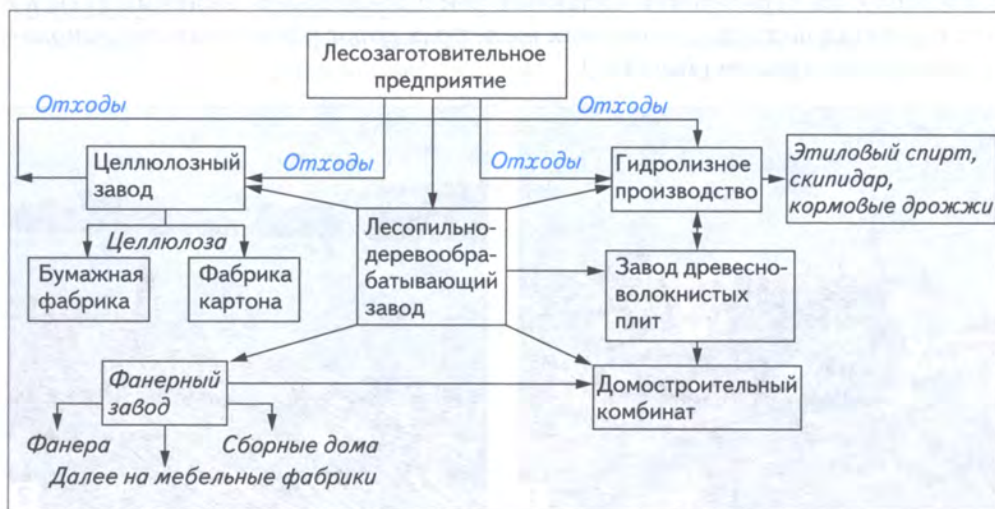 Лесозаготовительное
предприятие
Отходы
Отходы
Целлюлозный
завод
Отходы
Отходы
Гидролизное
производство
Этиловый спирт,
скипидар,
кормовые дрожжи
Целлюлоза
Лесопильно-
деревообра-
батывающий
завод
Бумажная
фабрика
Фабрика
картона
Завод древесно-
волокнистых
плит
Фанерный
завод
Домостроительный
комбинат
Фанера
Сборные дома
Далее на мебельные фабрики